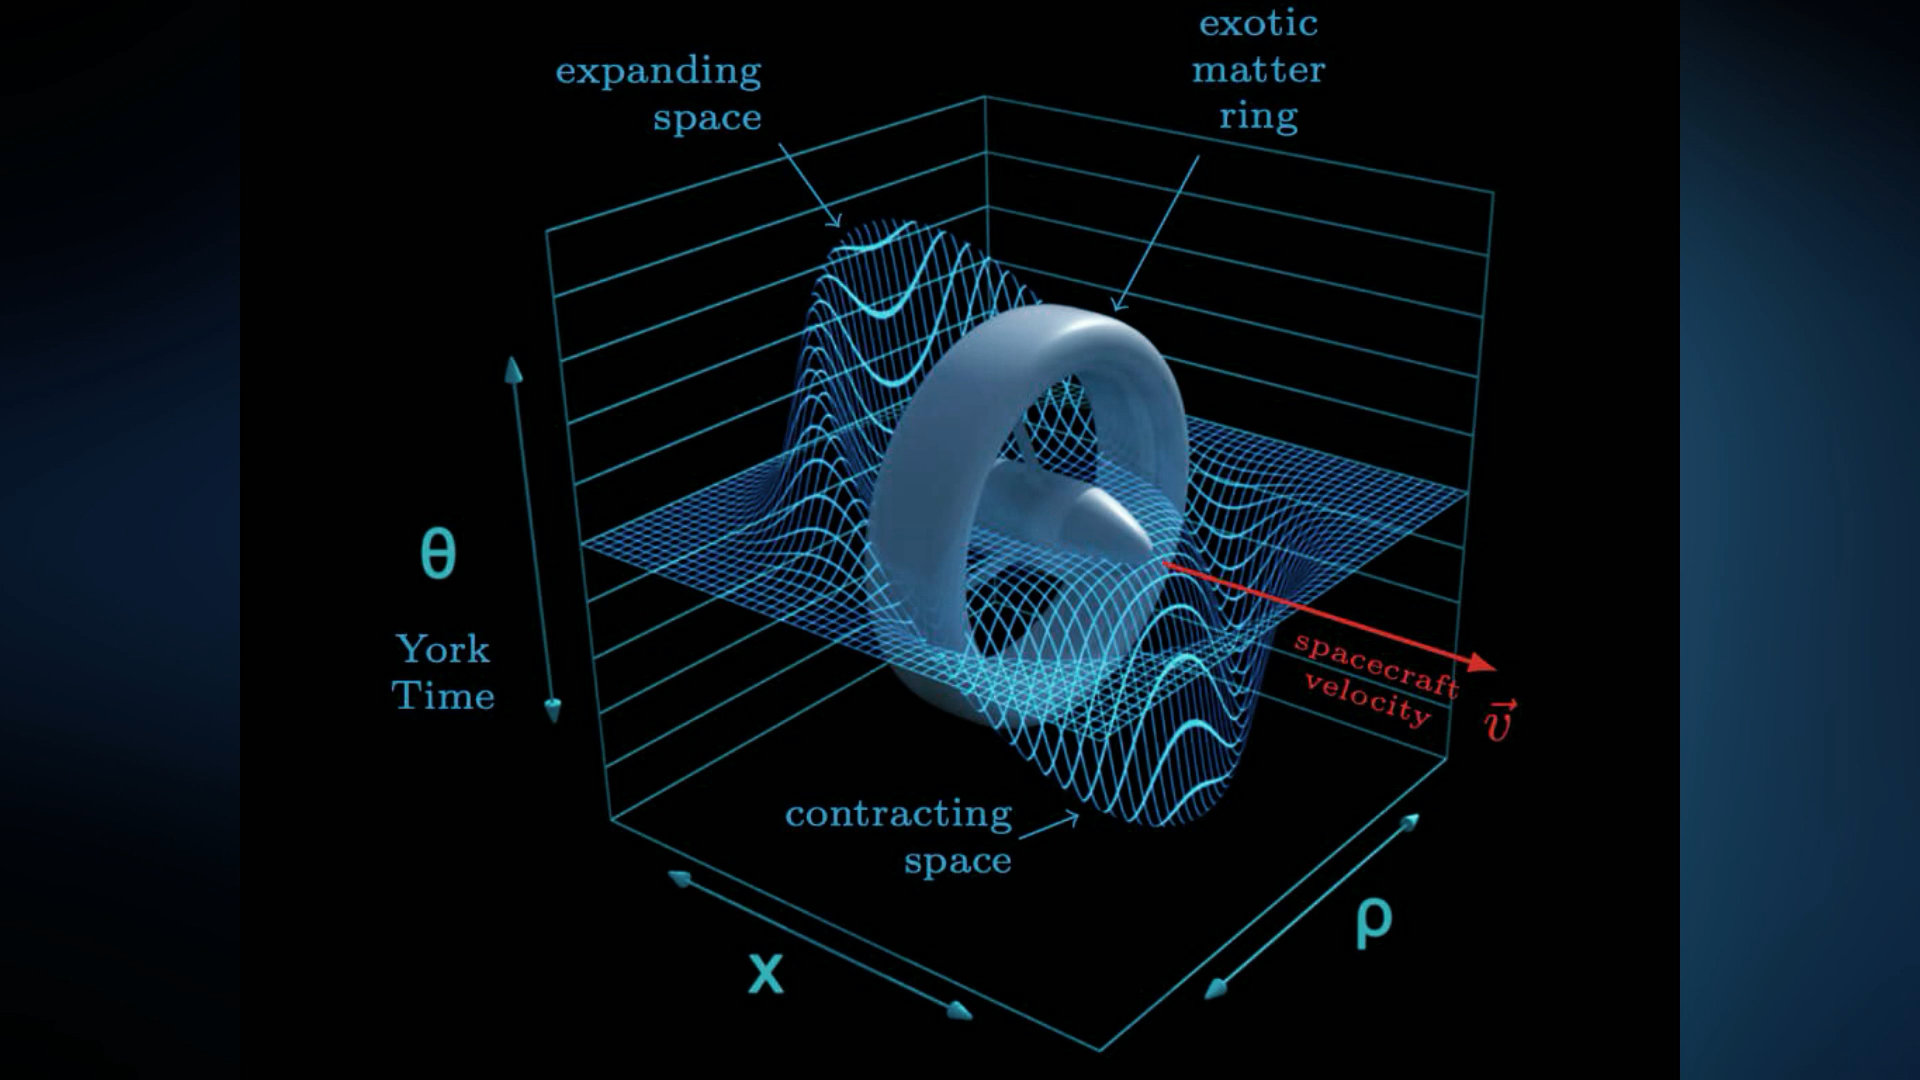 exotic
matter
ring
expanding
space
θ
York
Time
spacecraft
velocity
v⃗
contracting
space
ρ
x